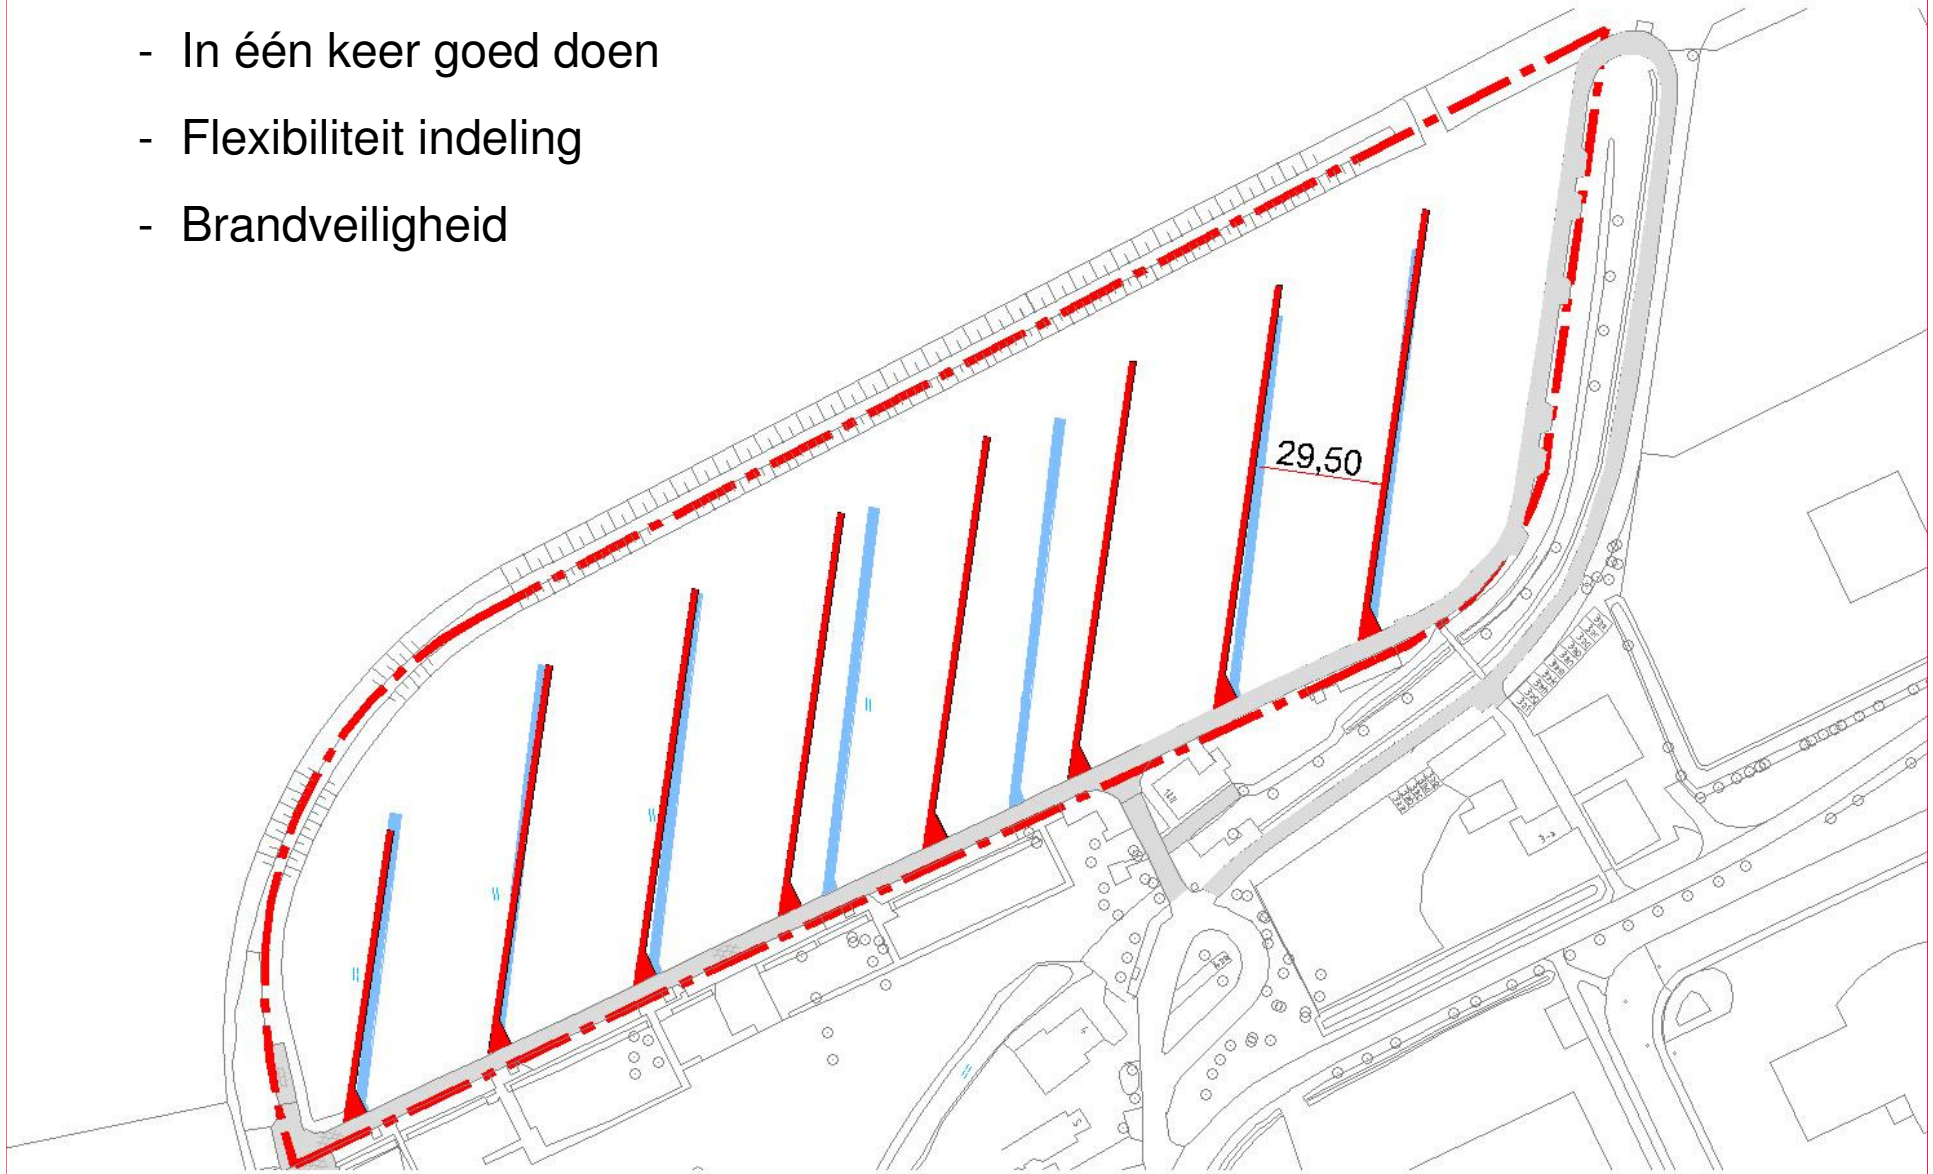 - In één keer goed doen
- Flexibiliteit indeling
- Brandveiligheid
29,50